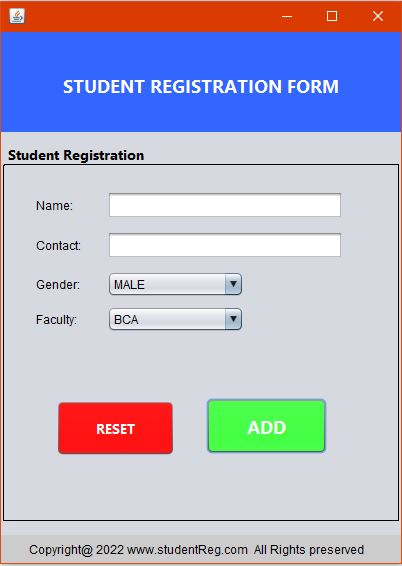 STUDENT REGISTRATION FORM
Student Registration
Name:
Contact:
Gender: MALE
Faculty: BCA
RESET ADD
Copyright@ 2022 www.studentReg.com All Rights preserved